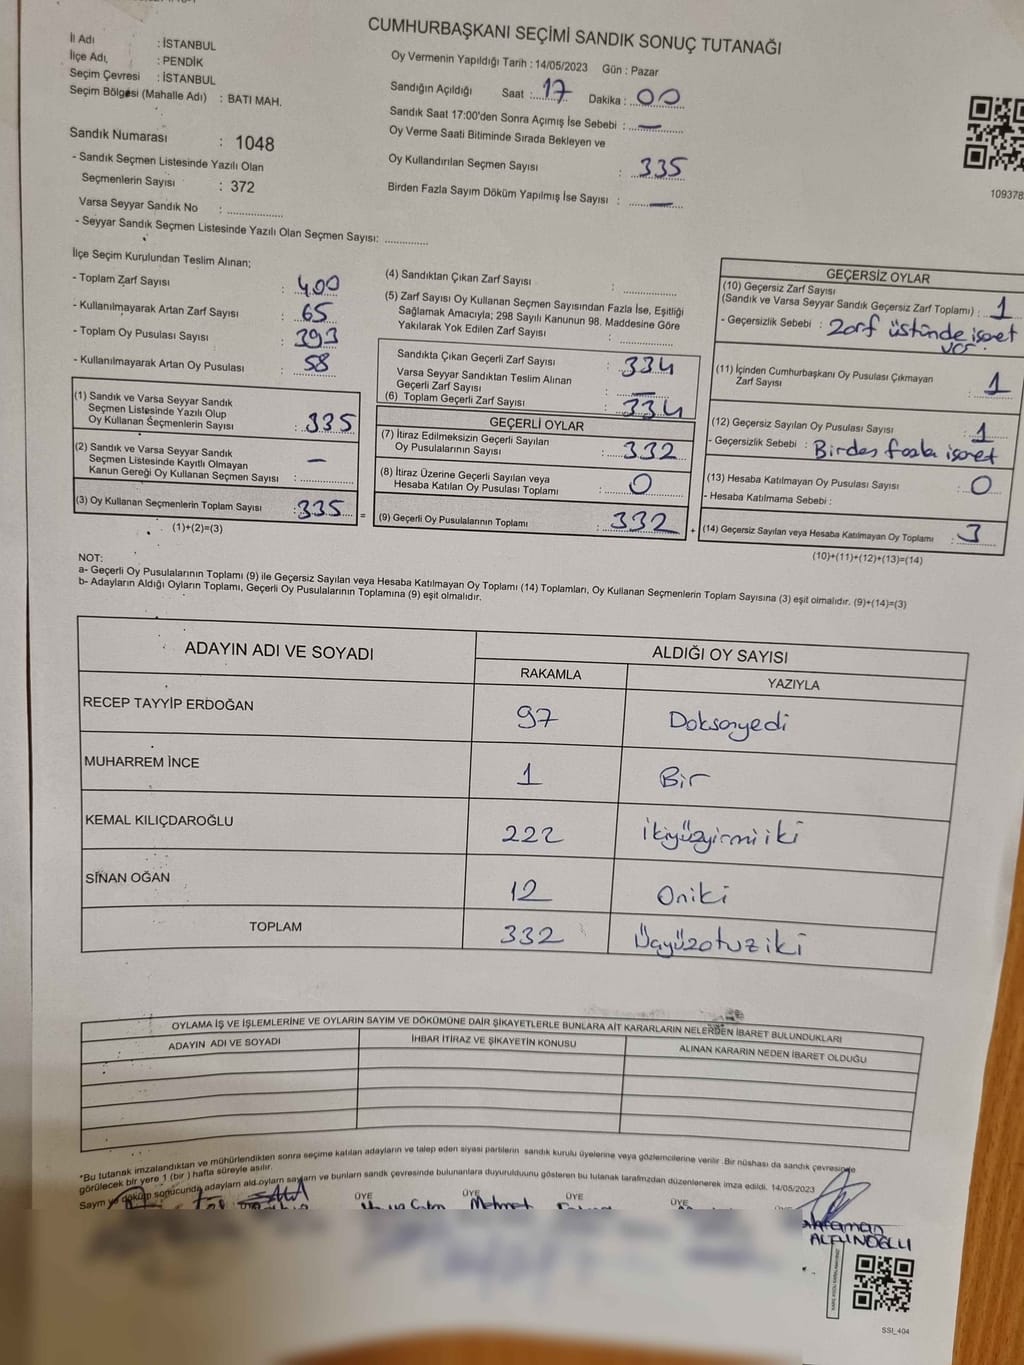 CUMHURBAŞKANI SEÇİMİ SANDIK SONUÇ TUTANAĞI
İl Adı : İSTANBUL
İlçe Adı, : PENDİK
Seçim Çevresi : İSTANBUL
Seçim Bölgesi (Mahalle Adı) : BATI MAH.
Sandık Numarası : 1048
- Sandık Seçmen Listesinde Yazılı Olan
Seçmenlerin Sayısı : 372
Varsa Seyyar Sandık No :
- Seyyar Sandık Seçmen Listesinde Yazılı Olan Seçmen Sayısı:
Oy Vermenin Yapıldığı Tarih : 14/05/2023 Gün : Pazar
Sandığın Açıldığı Saat : 17 Dakika : 00
Sandık Saat 17:00'den Sonra Açımış İse Sebebi : —
Oy Verme Saati Bitiminde Sırada Bekleyen ve
Oy Kullandırılan Seçmen Sayısı : 335
Birden Fazla Sayım Döküm Yapılmış İse Sayısı : —
109378
İlçe Seçim Kurulundan Teslim Alınan;
- Toplam Zarf Sayısı : 400
- Kullanılmayarak Artan Zarf Sayısı : 65
- Toplam Oy Pusulası Sayısı : 393
- Kullanılmayarak Artan Oy Pusulası : 58
(1) Sandık ve Varsa Seyyar Sandık
Seçmen Listesinde Yazılı Olup
Oy Kullanan Seçmenlerin Sayısı : 335
(2) Sandık ve Varsa Seyyar Sandık
Seçmen Listesinde Kayıtlı Olmayan
Kanun Gereği Oy Kullanan Seçmen Sayısı : —
(3) Oy Kullanan Seçmenlerin Toplam Sayısı : 335 =
(1)+(2)=(3)
(4) Sandıktan Çıkan Zarf Sayısı :
(5) Zarf Sayısı Oy Kullanan Seçmen Sayısından Fazla İse, Eşitliği
Sağlamak Amacıyla; 298 Sayılı Kanunun 98. Maddesine Göre
Yakılarak Yok Edilen Zarf Sayısı :
Sandıkta Çıkan Geçerli Zarf Sayısı : 334
Varsa Seyyar Sandıktan Teslim Alınan
Geçerli Zarf Sayısı : —
(6) Toplam Geçerli Zarf Sayısı : 334
GEÇERLİ OYLAR
(7) İtiraz Edilmeksizin Geçerli Sayılan
Oy Pusulalarının Sayısı : 332
(8) İtiraz Üzerine Geçerli Sayılan veya
Hesaba Katılan Oy Pusulası Toplamı : 0
(9) Geçerli Oy Pusulalarının Toplamı : 332 +
GEÇERSİZ OYLAR
(10) Geçersiz Zarf Sayısı
(Sandık ve Varsa Seyyar Sandık Geçersiz Zarf Toplamı) : 1
- Geçersizlik Sebebi : Zarf üstünde işaret
var.
(11) İçinden Cumhurbaşkanı Oy Pusulası Çıkmayan
Zarf Sayısı : 1
(12) Geçersiz Sayılan Oy Pusulası Sayısı : 1
- Geçersizlik Sebebi : Birden fazla işaret
(13) Hesaba Katılmayan Oy Pusulası Sayısı : 0
- Hesaba Katılmama Sebebi :
(14) Geçersiz Sayılan veya Hesaba Katılmayan Oy Toplamı : 3
(10)+(11)+(12)+(13)=(14)
NOT:
a- Geçerli Oy Pusulalarının Toplamı (9) ile Geçersiz Sayılan veya Hesaba Katılmayan Oy Toplamı (14) Toplamları, Oy Kullanan Seçmenlerin Toplam Sayısına (3) eşit olmalıdır. (9)+(14)=(3)
b- Adayların Aldığı Oyların Toplamı, Geçerli Oy Pusulalarının Toplamına (9) eşit olmalıdır.
ADAYIN ADI VE SOYADI ALDIĞI OY SAYISI
RAKAMLA YAZIYLA
RECEP TAYYİP ERDOĞAN 97 Doksanyedi
MUHARREM İNCE 1 Bir
KEMAL KILIÇDAROĞLU 222 ikiyüzyirmiiki
SİNAN OĞAN 12 Oniki
TOPLAM 332 Üçyüzotuziki
OYLAMA İŞ VE İŞLEMLERİNE VE OYLARIN SAYIM VE DÖKÜMÜNE DAİR ŞİKAYETLERLE BUNLARA AİT KARARLARIN NELERDEN İBARET BULUNDUKLARI
ADAYIN ADI VE SOYADI İHBAR İTİRAZ VE ŞİKAYETİN KONUSU ALINAN KARARIN NEDEN İBARET OLDUĞU
*Bu tutanak imzalandıktan ve mühürlendikten sonra seçime katılan adayların ve talep eden siyasi partilerin sandık kurulu üyelerine veya gözlemcilerine verilir. Bir nüshası da sandık çevresinde
görülecek bir yere 1 (bir ) hafta süreyle asılır.
Sayım ve döküm sonucunda adayların ald.oyların sayların ve bunların sandık çevresinde bulunanlara duyurulduunu gösteren bu tutanak tarafımzdan düzenlenerek imza edildi. 14/05/2023
ÜYE ÜYE ÜYE ÜYE
Mehmet
ALTUNOĞLU
SSİ_404